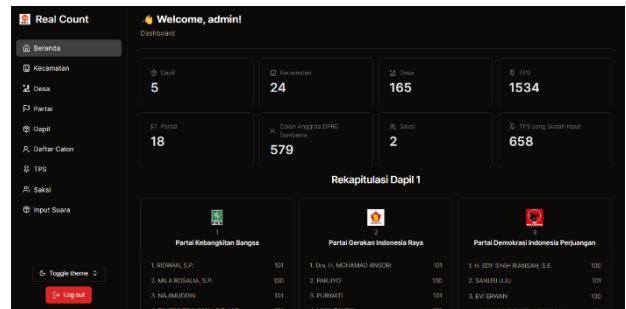 Real Count
Beranda
Kecamatan
Desa
Partai
Dapil
Daftar Calon
TPS
Saksi
Input Suara
Toggle theme
Log out
Welcome, admin!
Dashboard
Dapil
5
Kecamatan
24
Desa
165
TPS
1534
Partai
18
Calon Anggota DPRD
Sumbawa
579
Saksi
2
TPS yang Sudah Input
658
Rekapitulasi Dapil 1
1
Partai Kebangkitan Bangsa
1. RIDWAN, S.P. 101
2. MILA ROSALIA, S.P. 100
3. NAJIMUDDIN 101
2
Partai Gerakan Indonesia Raya
1. Drs. H. MOHAMAD ANSORI 101
2. PARJIYO 100
3. PURWATI 101
3
Partai Demokrasi Indonesia Perjuangan
1. H. EDY SYAH RIANSAH, S.E. 100
2. SANUSI UJU 101
3. EVI ERWAN 100